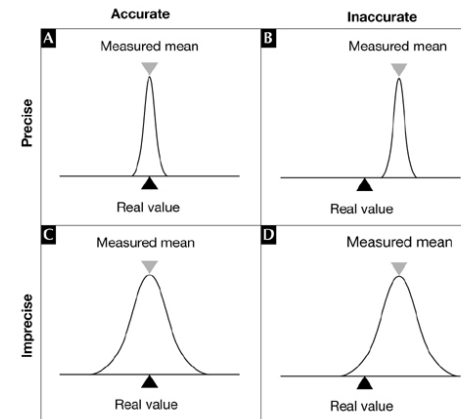 Accurate
Inaccurate
Precise
Imprecise
A
Measured mean
Real value
B
Measured mean
Real value
C
Measured mean
Real value
D
Measured mean
Real value